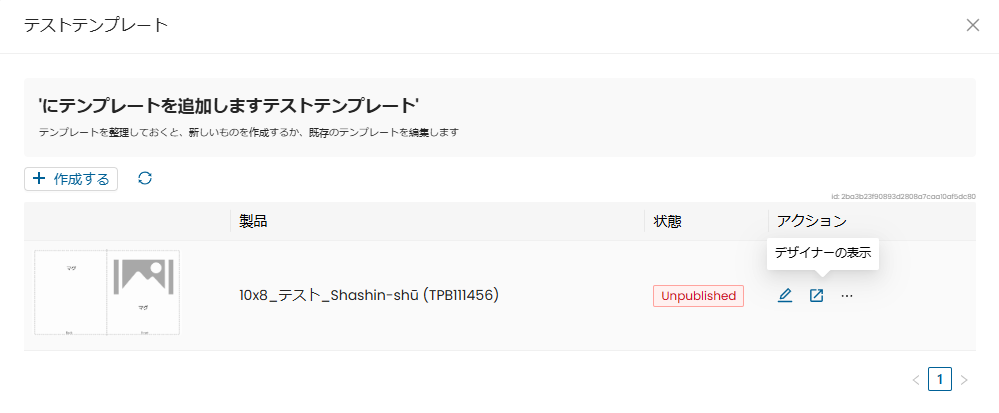 テストテンプレート
'にテンプレートを追加しますテストテンプレート'
テンプレートを整理しておくと、新しいものを作成するか、既存のテンプレートを編集します
+ 作成する
id: 2ba3b23f90893d2808a7caa10af5dc80
製品 状態 アクション
デザイナーの表示
マグ
マグ
10x8_テスト_Shashin-shū (TPB111456) Unpublished ...
< 1 >